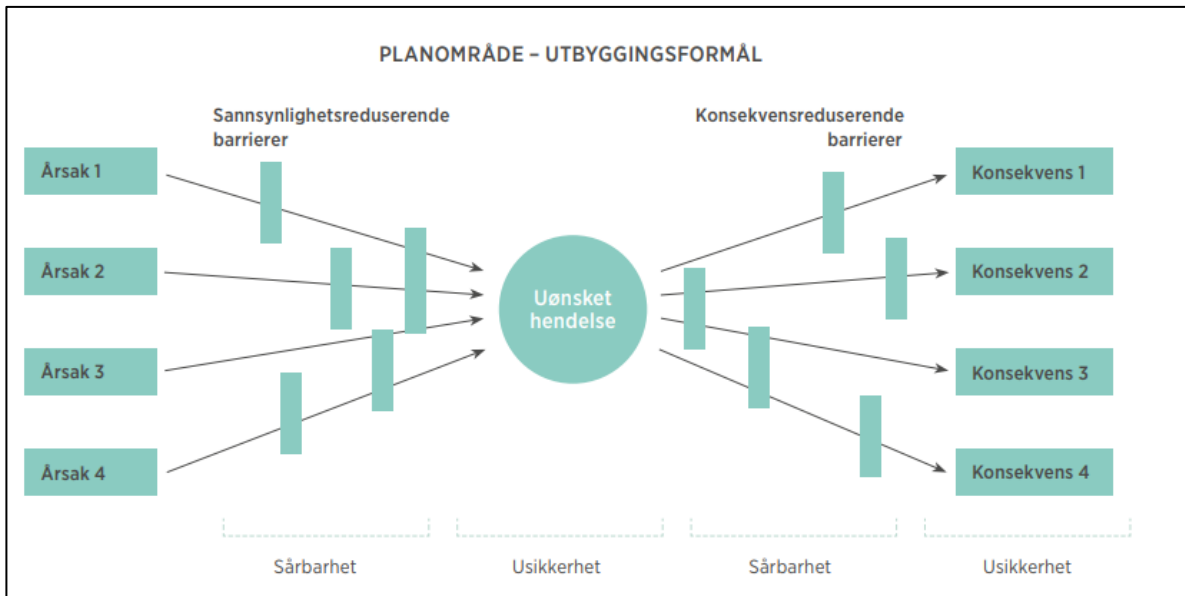 PLANOMRÅDE – UTBYGGINGSFORMÅL
Sannsynlighetsreduserende
barrierer
Konsekvensreduserende
barrierer
Årsak 1
Konsekvens 1
Årsak 2
Konsekvens 2
Uønsket
hendelse
Årsak 3
Konsekvens 3
Årsak 4
Konsekvens 4
Sårbarhet
Usikkerhet
Sårbarhet
Usikkerhet